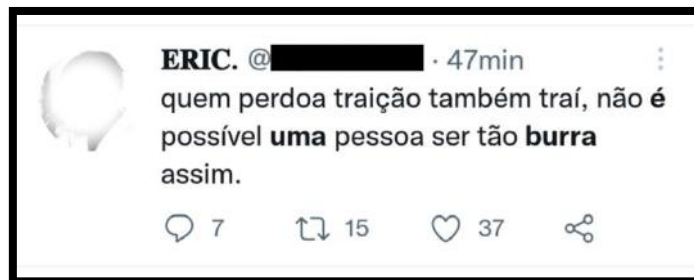 ERIC. @ · 47min
quem perdoa traição também traí, não é
possível uma pessoa ser tão burra
assim.
7 15 37